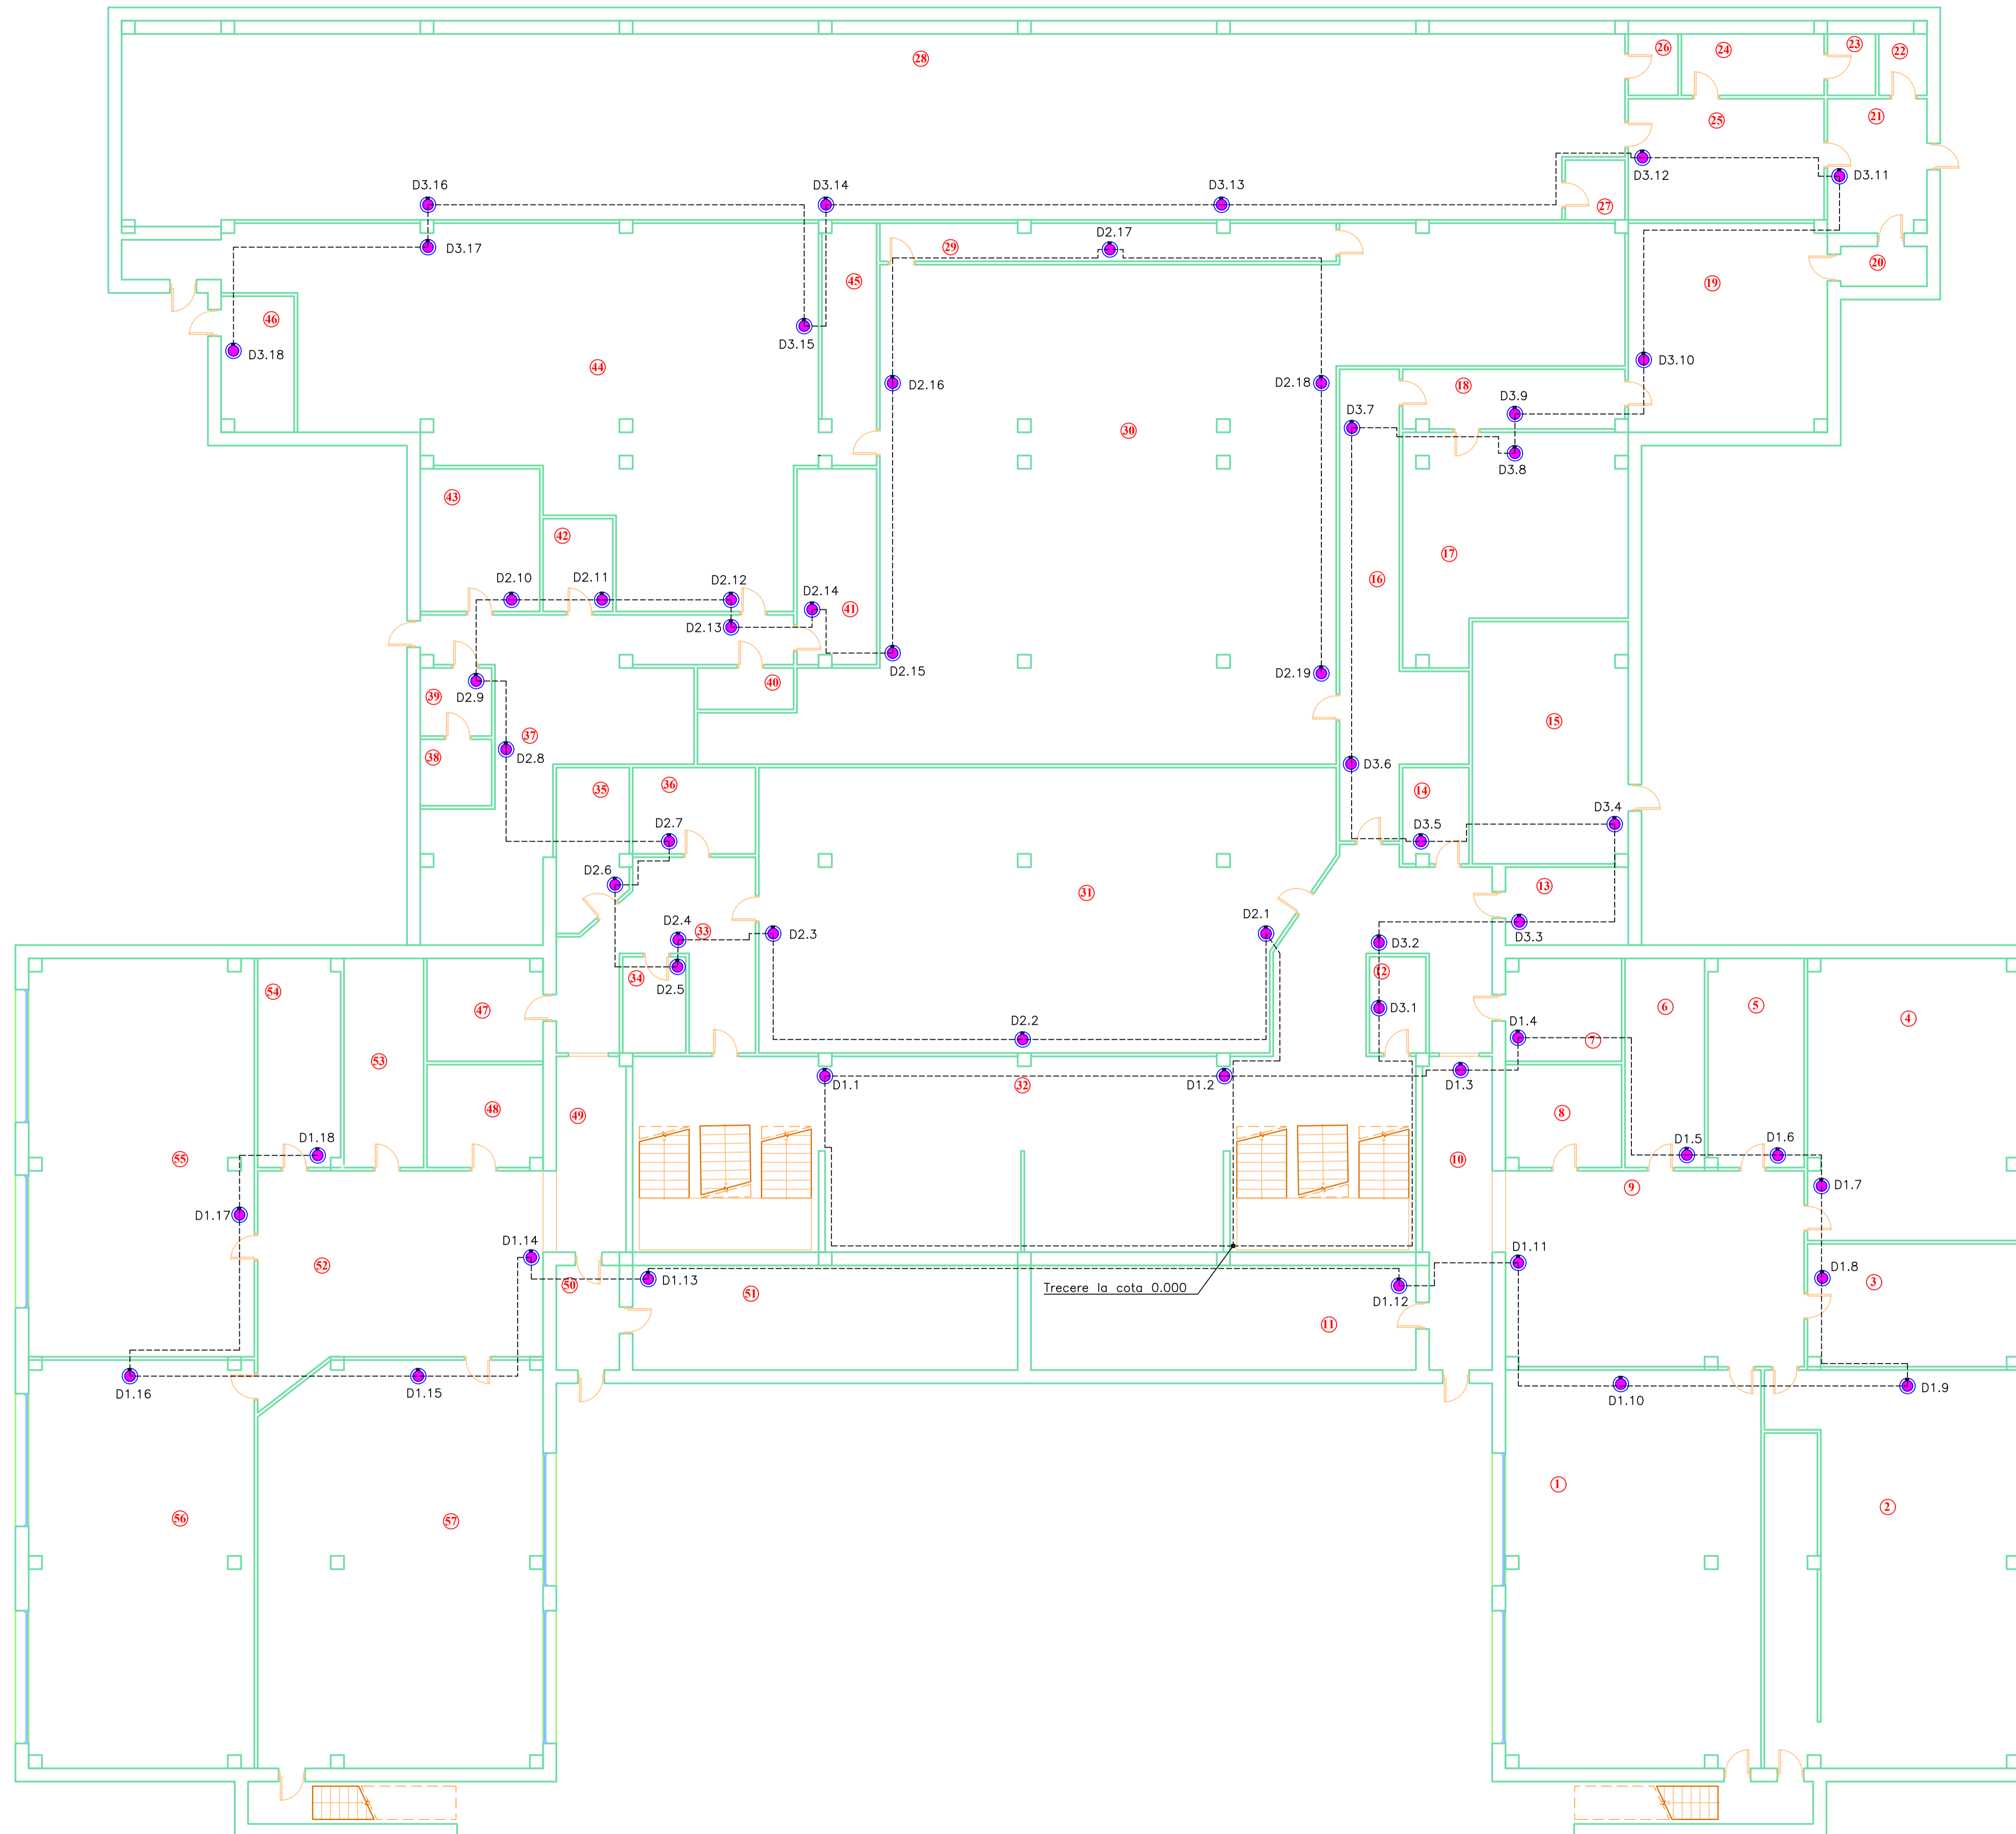 28
26
24
23
22
25
21
D3.12
D3.11
D3.16
D3.14
D3.13
27
D3.17
29
D2.17
20
45
19
46
D3.15
D3.18
44
D2.16
D2.18
18
D3.10
D3.9
D3.7
30
D3.8
43
42
17
16
D2.10
D2.11
D2.12
D2.14
41
D2.13
D2.15
D2.19
40
39
D2.9
15
37
38
D2.8
D3.6
36
35
14
D3.4
D2.7
D3.5
D2.6
31
13
D2.1
D2.4
33
D2.3
D3.3
D3.2
D2.5
34
12
54
6
5
4
47
D3.1
D1.4
D2.2
7
53
D1.1
32
D1.2
D1.3
48
49
8
D1.18
D1.5
D1.6
55
10
9
D1.7
D1.17
D1.14
D1.11
52
D1.13
50
51
D1.8
3
Trecere la cota 0.000
D1.12
11
D1.16
D1.15
D1.10
D1.9
1
2
56
57